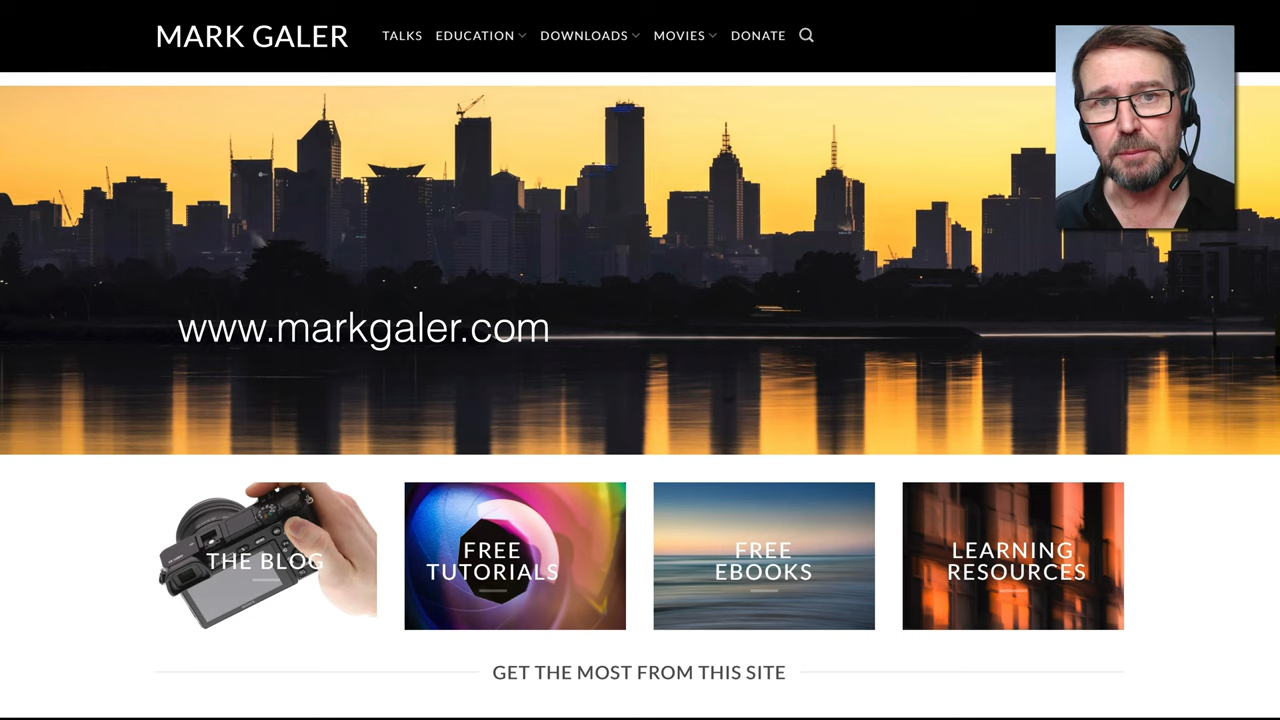 MARK GALER
TALKS EDUCATION DOWNLOADS MOVIES DONATE
www.markgaler.com
THE BLOG
FREE
TUTORIALS
FREE
EBOOKS
LEARNING
RESOURCES
GET THE MOST FROM THIS SITE